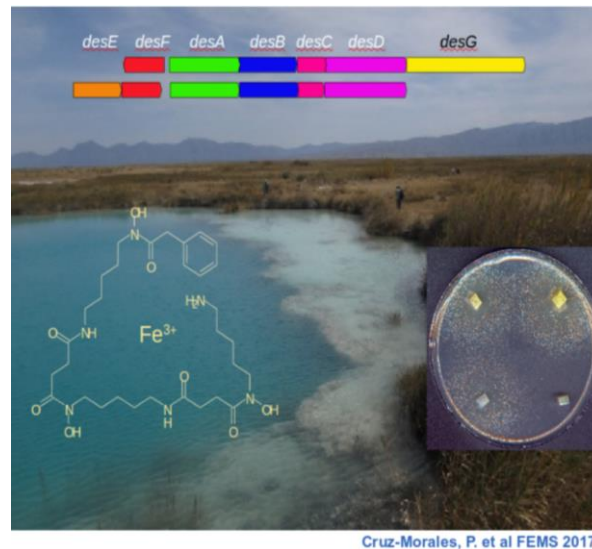 desE desF desA desB desC desD desG
OH
N
O
H₂N
O
NH
Fe³⁺
O
N
OH
N
H
O
O
N
OH
Cruz-Morales, P. et al FEMS 2017